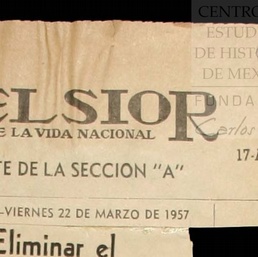 CENTRO
ESTUD
DE HISTO
DE MEX
FUNDA
Carlos
17-
ELSIOR
E LA VIDA NACIONAL
TE DE LA SECCION "A"
-VIERNES 22 DE MARZO DE 1957
Eliminar el